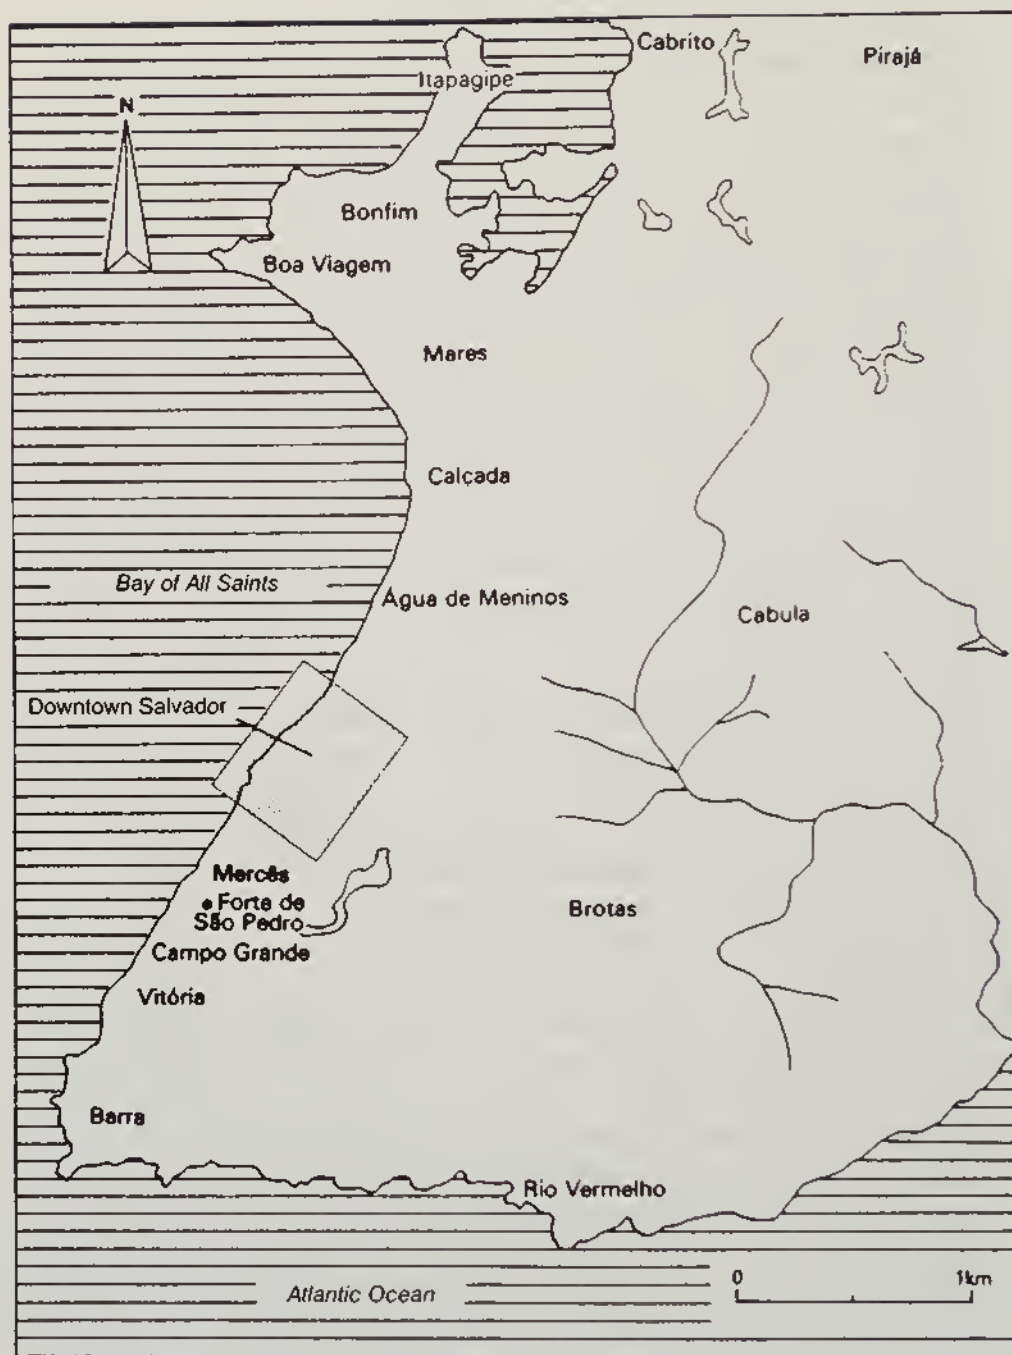 Cabrito
Pirajá
Itapagipe
N
Bonfim
Boa Viagem
Mares
Calçada
Bay of All Saints
Agua de Meninos
Cabula
Downtown Salvador
Mercês
Forte de
São Pedro
Brotas
Campo Grande
Vitória
Barra
Rio Vermelho
0 1km
Atlantic Ocean